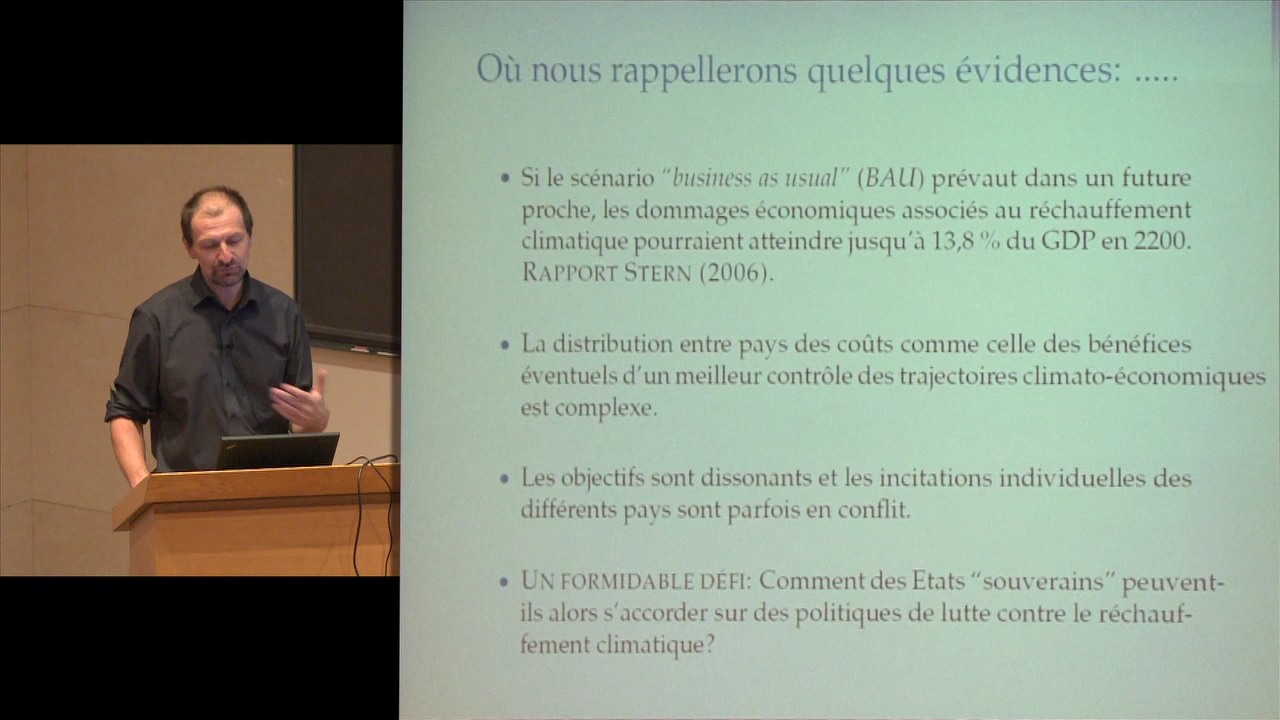 Où nous rappellerons quelques évidences: .....
• Si le scénario “business as usual” (BAU) prévaut dans un future
proche, les dommages économiques associés au réchauffement
climatique pourraient atteindre jusqu’à 13,8 % du GDP en 2200.
RAPPORT STERN (2006).
• La distribution entre pays des coûts comme celle des bénéfices
éventuels d’un meilleur contrôle des trajectoires climato-économiques
est complexe.
• Les objectifs sont dissonants et les incitations individuelles des
différents pays sont parfois en conflit.
• UN FORMIDABLE DÉFI: Comment des Etats “souverains” peuvent-
ils alors s’accorder sur des politiques de lutte contre le réchauf-
fement climatique?